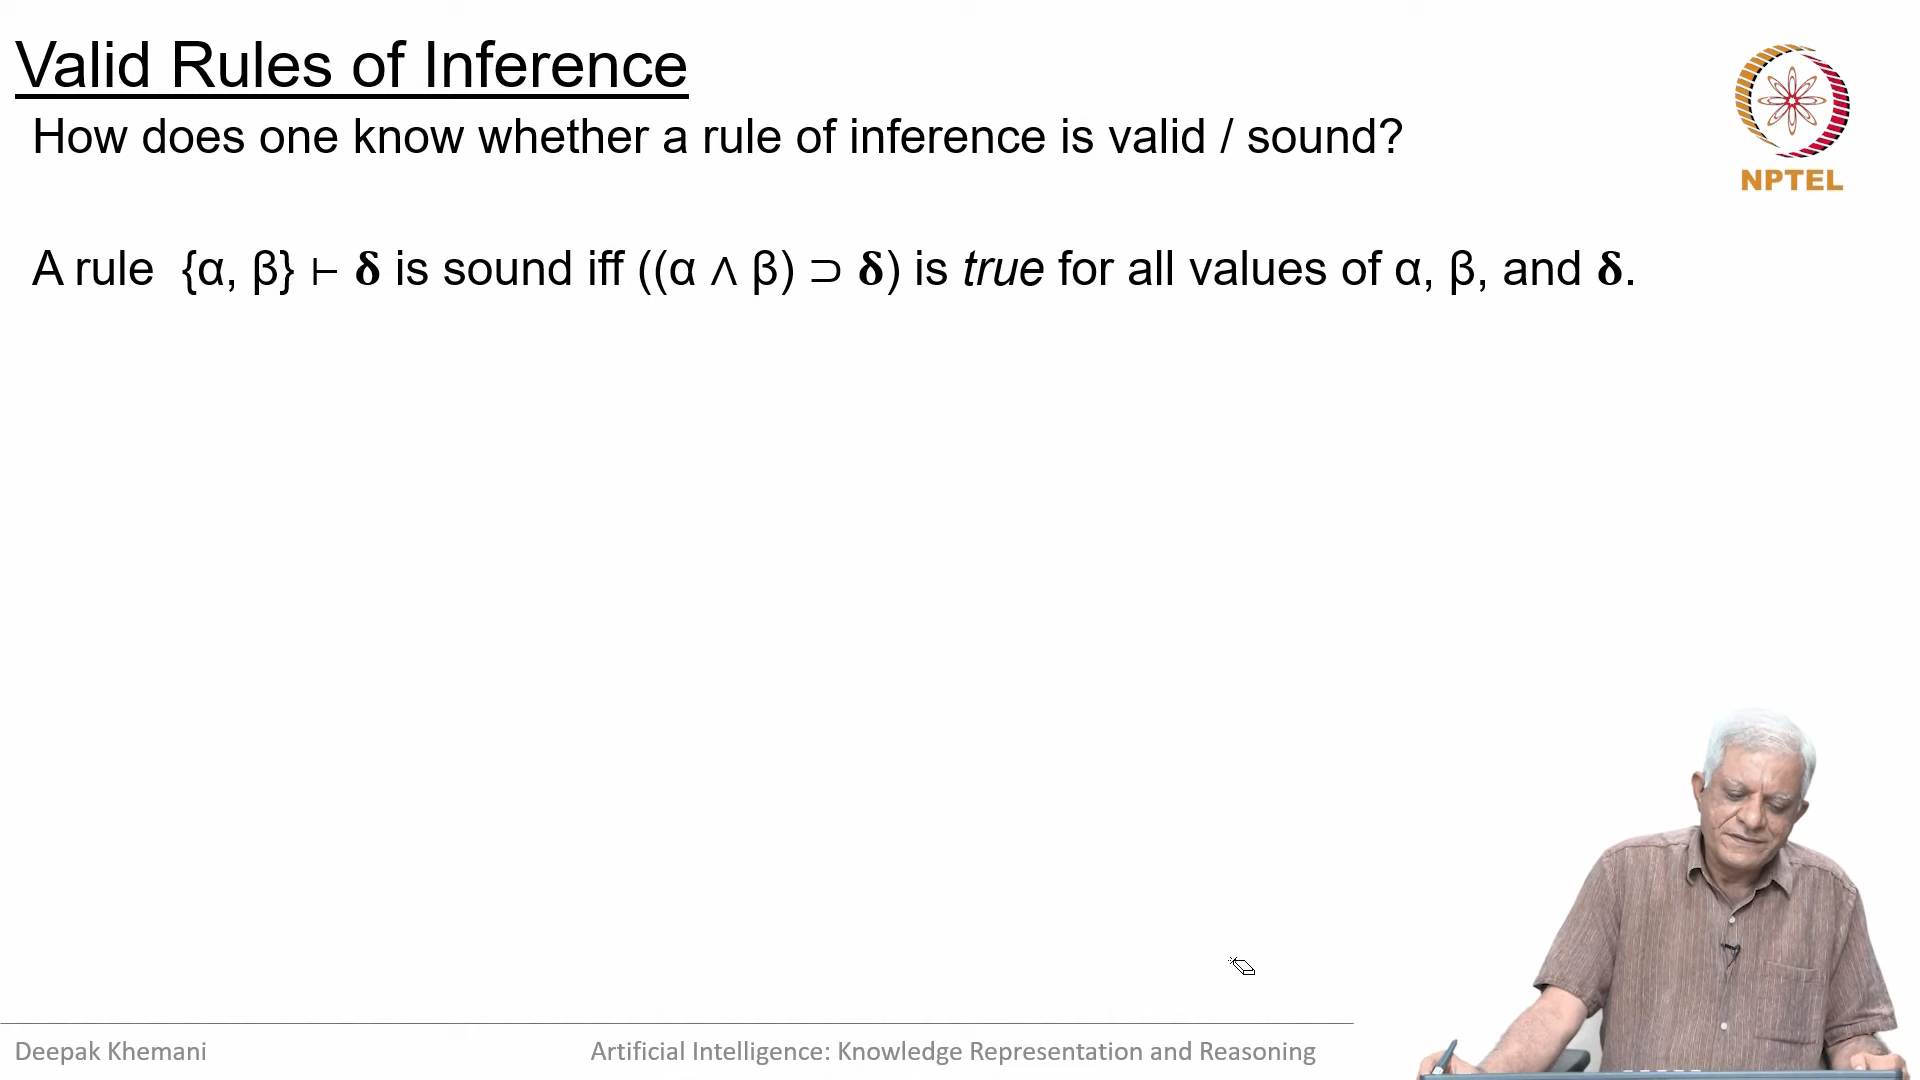 Valid Rules of Inference
How does one know whether a rule of inference is valid / sound?
NPTEL
A rule {α, β} ⊢ δ is sound iff ((α ∧ β) ⊃ δ) is true for all values of α, β, and δ.
Deepak Khemani
Artificial Intelligence: Knowledge Representation and Reasoning